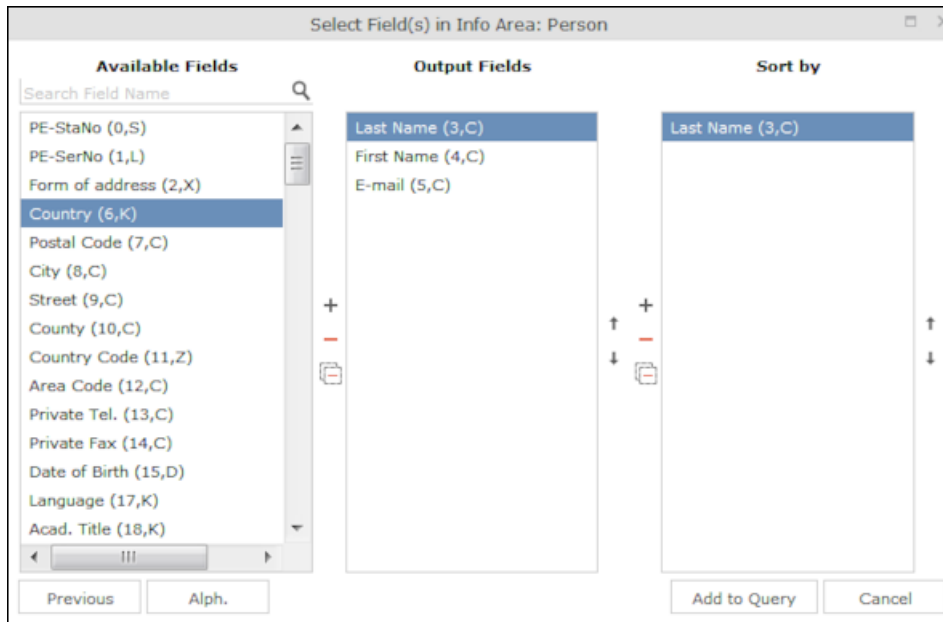 Select Field(s) in Info Area: Person
Available Fields
Output Fields
Sort by
Search Field Name
PE-StaNo (0,S)
PE-SerNo (1,L)
Form of address (2,X)
Country (6,K)
Postal Code (7,C)
City (8,C)
Street (9,C)
County (10,C)
Country Code (11,Z)
Area Code (12,C)
Private Tel. (13,C)
Private Fax (14,C)
Date of Birth (15,D)
Language (17,K)
Acad. Title (18,K)
Last Name (3,C)
First Name (4,C)
E-mail (5,C)
Last Name (3,C)
Previous
Alph.
Add to Query
Cancel